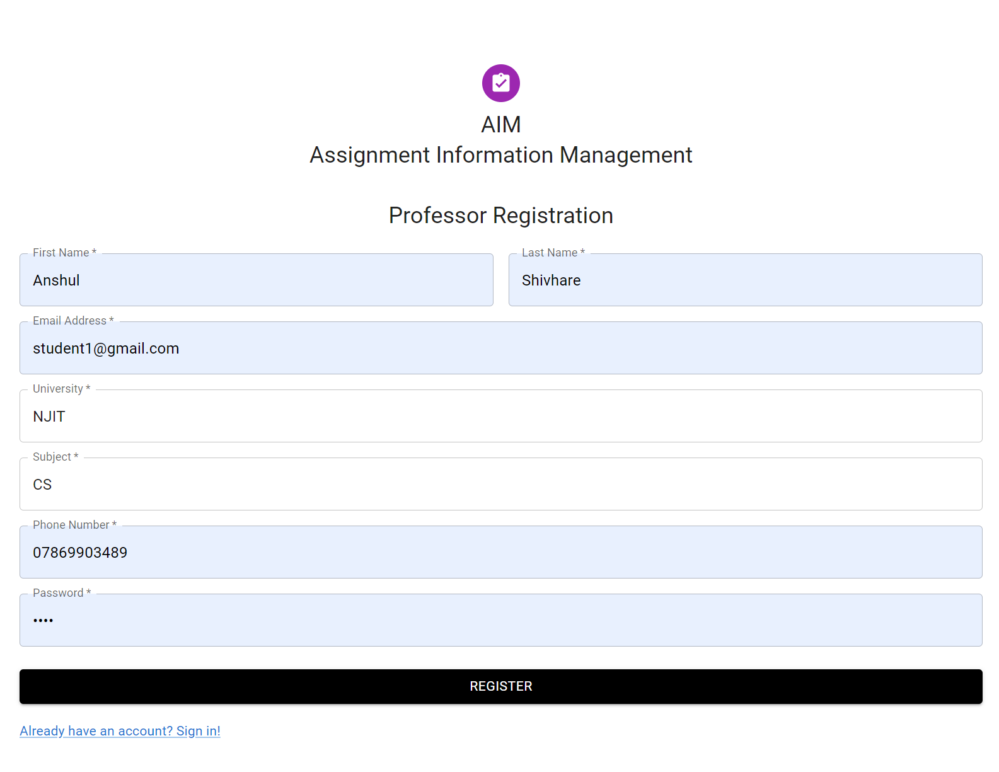 AIM
Assignment Information Management
Professor Registration
First Name *
Anshul
Last Name *
Shivhare
Email Address *
student1@gmail.com
University *
NJIT
Subject *
CS
Phone Number *
07869903489
Password *
••••
REGISTER
Already have an account? Sign in!